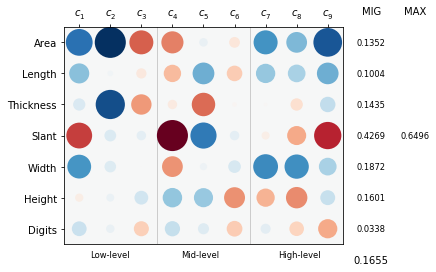 c1 c2 c3 c4 c5 c6 c7 c8 c9 MIG MAX
Area 0.1352
Length 0.1004
Thickness 0.1435
Slant 0.4269 0.6496
Width 0.1872
Height 0.1601
Digits 0.0338
Low-level Mid-level High-level
0.1655